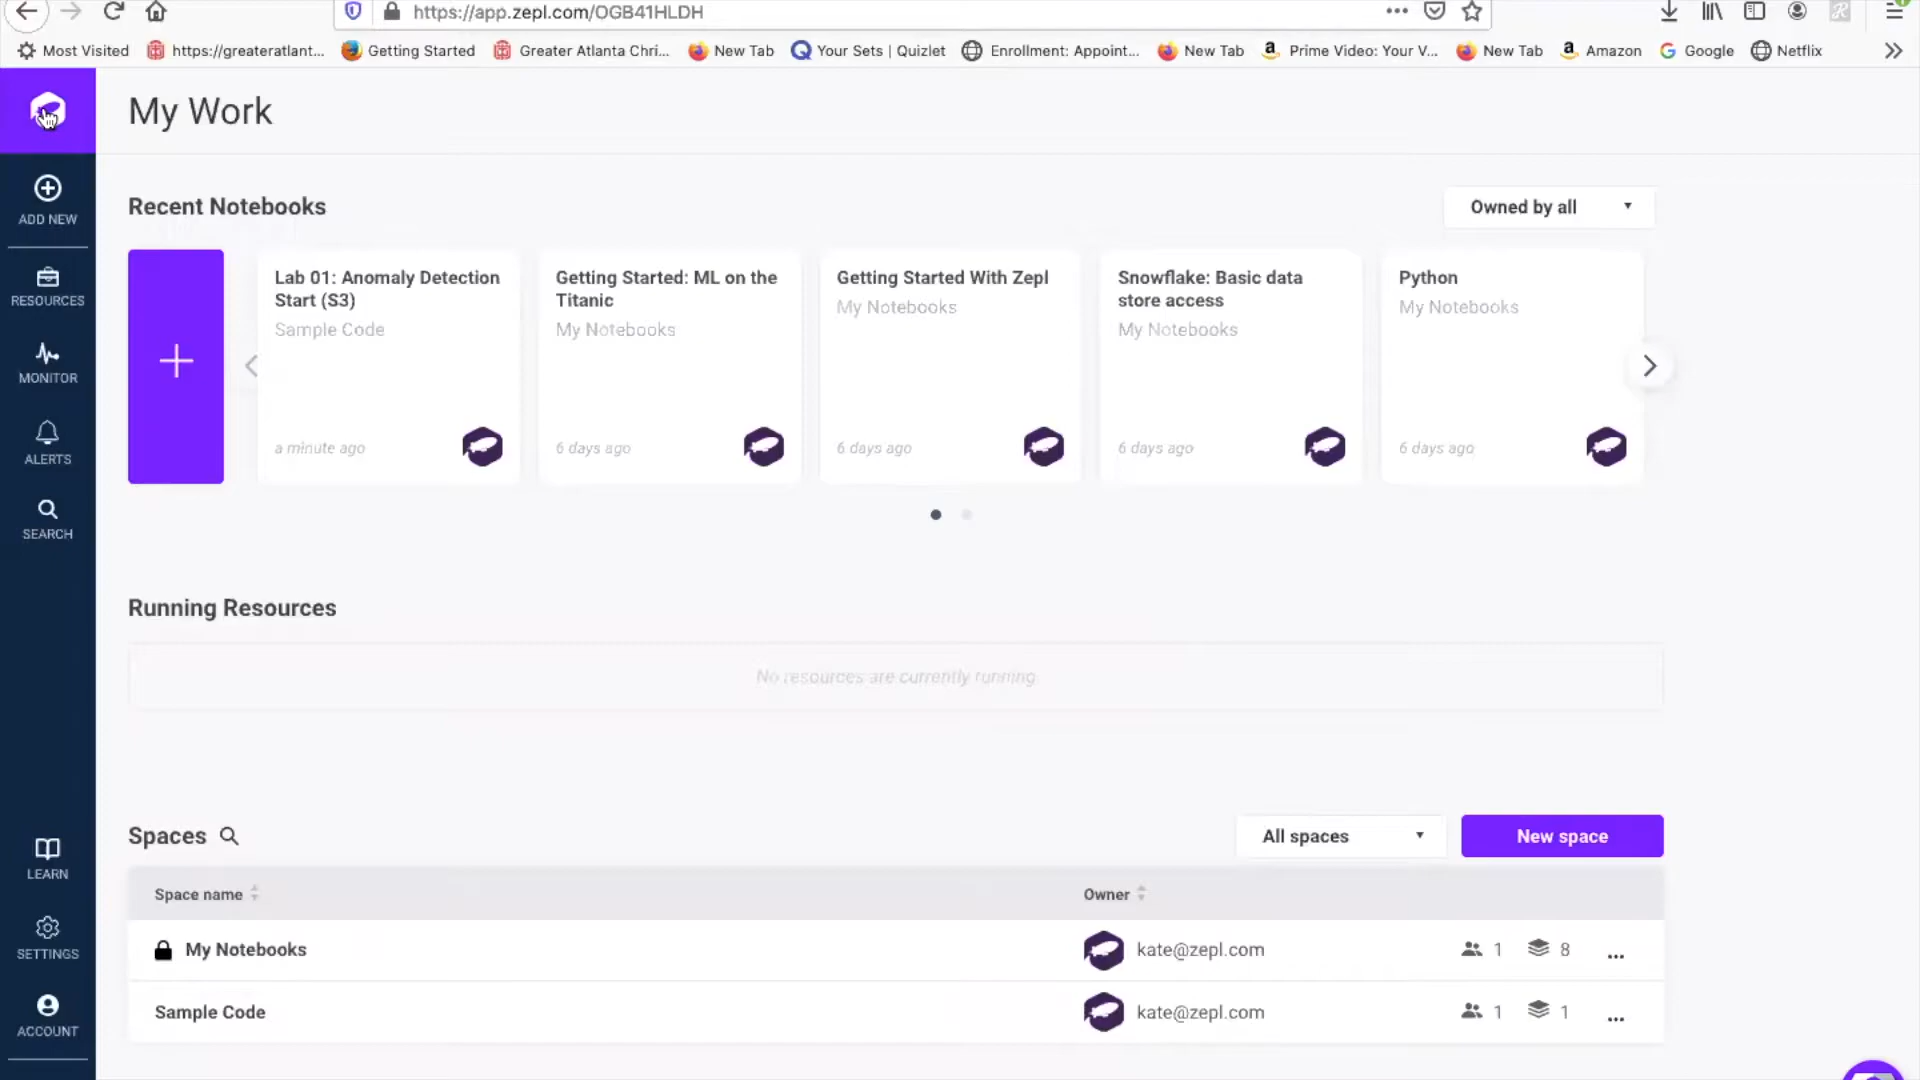 https://app.zepl.com/OGB41HLDH
Most Visited
https://greateratlant...
Getting Started
Greater Atlanta Chri...
New Tab
Your Sets | Quizlet
Enrollment: Appoint...
New Tab
Prime Video: Your V...
New Tab
Amazon
Google
Netflix
My Work
ADD NEW
RESOURCES
MONITOR
ALERTS
SEARCH
LEARN
SETTINGS
ACCOUNT
Recent Notebooks
Owned by all
Lab 01: Anomaly Detection
Start (S3)
Sample Code
a minute ago
Getting Started: ML on the
Titanic
My Notebooks
6 days ago
Getting Started With Zepl
My Notebooks
6 days ago
Snowflake: Basic data
store access
My Notebooks
6 days ago
Python
My Notebooks
6 days ago
Running Resources
No resources are currently running
Spaces
All spaces
New space
Space name
Owner
My Notebooks
kate@zepl.com
1
8
...
Sample Code
kate@zepl.com
1
1
...